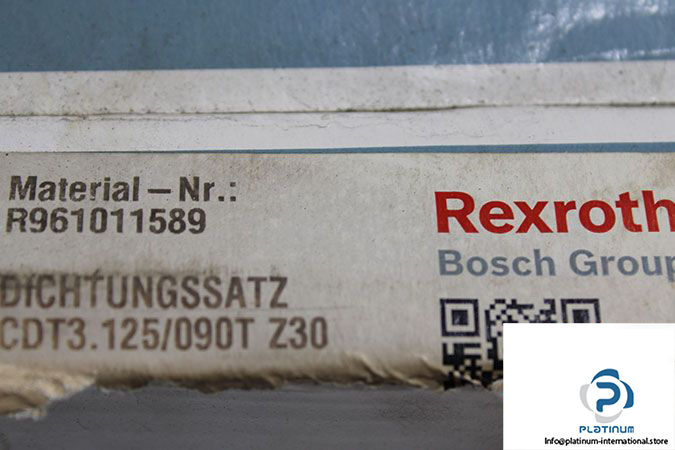 Material-Nr.:
R961011589
DICHTUNGSSATZ
CDT3.125/090T Z30
Rexroth
Bosch Group
PLATINUM
Info@platinum-international.store